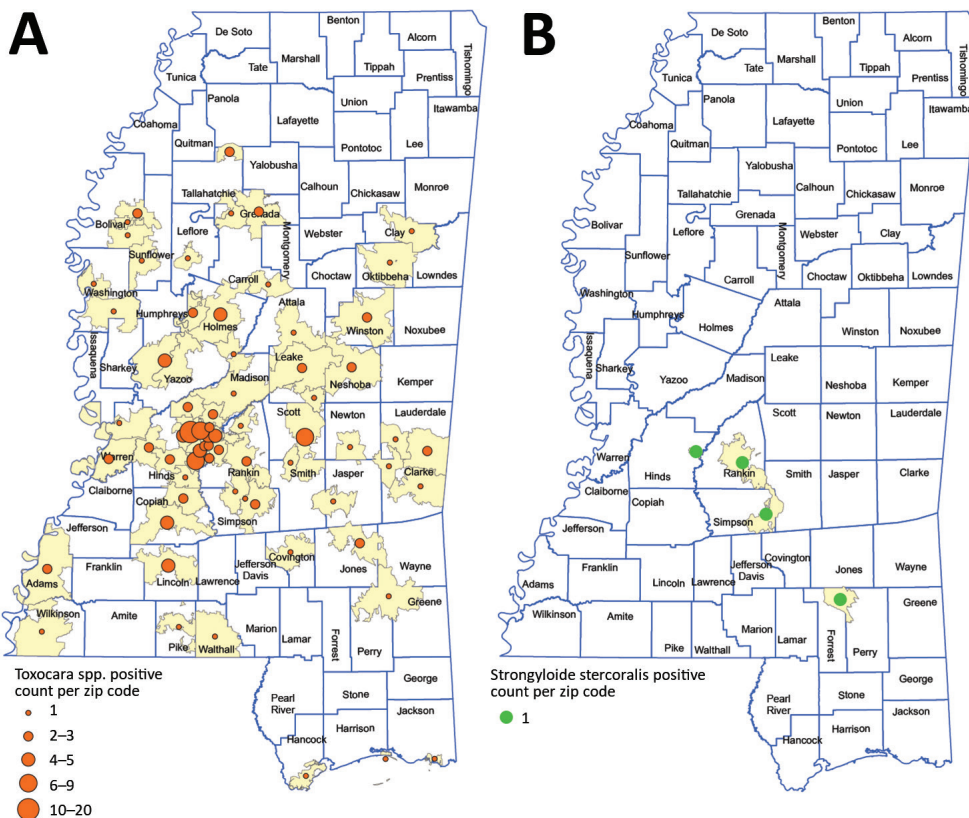 A
De Soto
Benton
Alcorn
Tishomingo
Marshall
Tate
Tippah
Prentiss
Tunica
Panola
Union
Itawamba
Coahoma
Lafayette
Quitman
Pontotoc
Lee
Yalobusha
Calhoun
Chickasaw
Monroe
Tallahatchie
Grenada
Bolivar
Leflore
Montgomery
Webster
Clay
Sunflower
Choctaw
Oktibbeha
Lowndes
Carroll
Washington
Humphreys
Attala
Holmes
Winston
Noxubee
Issaquena
Sharkey
Yazoo
Leake
Madison
Neshoba
Kemper
Scott
Newton
Lauderdale
Warren
Hinds
Rankin
Smith
Jasper
Clarke
Claiborne
Copiah
Simpson
Jefferson
Covington
Adams
Franklin
Lincoln
Lawrence
Jefferson
Davis
Jones
Wayne
Greene
Wilkinson
Amite
Pike
Walthall
Marion
Lamar
Forrest
Perry
George
Pearl
River
Stone
Jackson
Harrison
Hancock
Toxocara spp. positive
count per zip code
1
2–3
4–5
6–9
10–20
B
De Soto
Benton
Alcorn
Tishomingo
Marshall
Tate
Tippah
Prentiss
Tunica
Panola
Union
Itawamba
Coahoma
Lafayette
Quitman
Pontotoc
Lee
Yalobusha
Calhoun
Chickasaw
Monroe
Tallahatchie
Grenada
Bolivar
Leflore
Montgomery
Webster
Clay
Sunflower
Choctaw
Oktibbeha
Lowndes
Carroll
Washington
Humphreys
Attala
Holmes
Winston
Noxubee
Issaquena
Sharkey
Yazoo
Leake
Madison
Neshoba
Kemper
Scott
Newton
Lauderdale
Warren
Hinds
Rankin
Smith
Jasper
Clarke
Claiborne
Copiah
Simpson
Jefferson
Covington
Adams
Franklin
Lincoln
Lawrence
Jefferson
Davis
Jones
Wayne
Greene
Wilkinson
Amite
Pike
Walthall
Marion
Lamar
Forrest
Perry
George
Pearl
River
Stone
Jackson
Harrison
Hancock
Strongyloide stercoralis positive
count per zip code
1